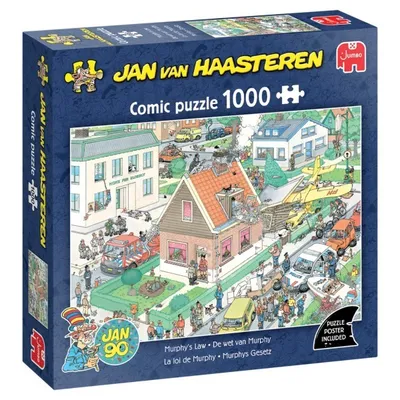 JAN VAN HAASTEREN
Jumbo
Comic puzzle 1000
JAN VAN HAASTEREN
Comic puzzle
JAN
90
PUZZLE
POSTER
INCLUDED
Murphy's Law • De wet van Murphy
La loi de Murphy • Murphys Gesetz
Jumbo